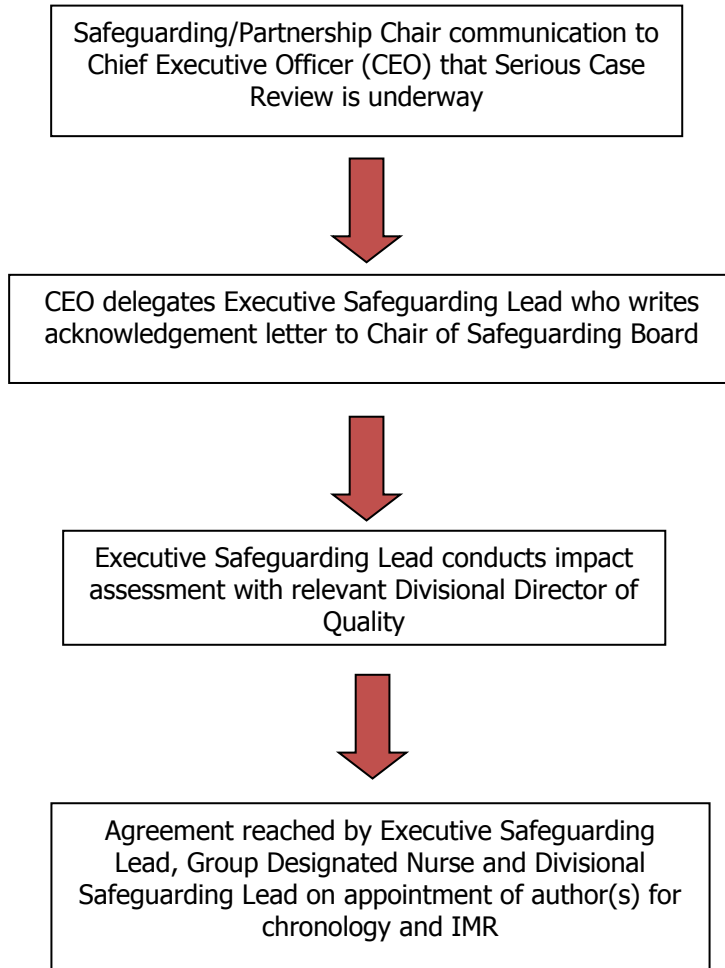 Safeguarding/Partnership Chair communication to
Chief Executive Officer (CEO) that Serious Case
Review is underway
CEO delegates Executive Safeguarding Lead who writes
acknowledgement letter to Chair of Safeguarding Board
Executive Safeguarding Lead conducts impact
assessment with relevant Divisional Director of
Quality
Agreement reached by Executive Safeguarding
Lead, Group Designated Nurse and Divisional
Safeguarding Lead on appointment of author(s) for
chronology and IMR